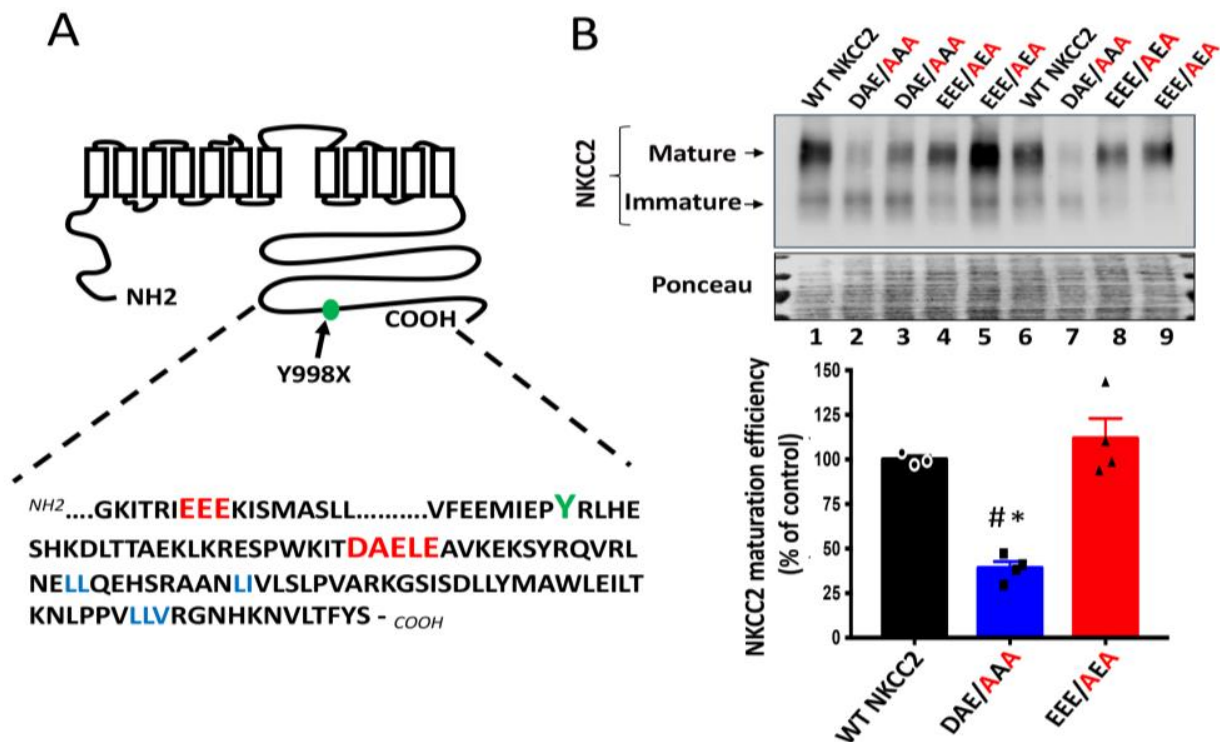 A
NH2
COOH
Y998X
NH2....GKITRIEEEKISMASLL..........VFEEMIEPYRLHE
SHKDLTTAEKLKRESPWKITDAELEAVKEKSYRQVRL
NELLQEHSRAANLIVLSLPVARKGSISDLLYMAWLEILT
KNLPPVLLVRGNHKNVLTFYS - COOH
B
WT NKCC2 DAE/AAA DAE/AAA EEE/AEA EEE/AEA WT NKCC2 DAE/AAA EEE/AEA EEE/AEA
NKCC2
Mature
Immature
Ponceau
1 2 3 4 5 6 7 8 9
NKCC2 maturation efficiency
(% of control)
150
125
100
75
50
25
0
# *
WT NKCC2 DAE/AAA EEE/AEA